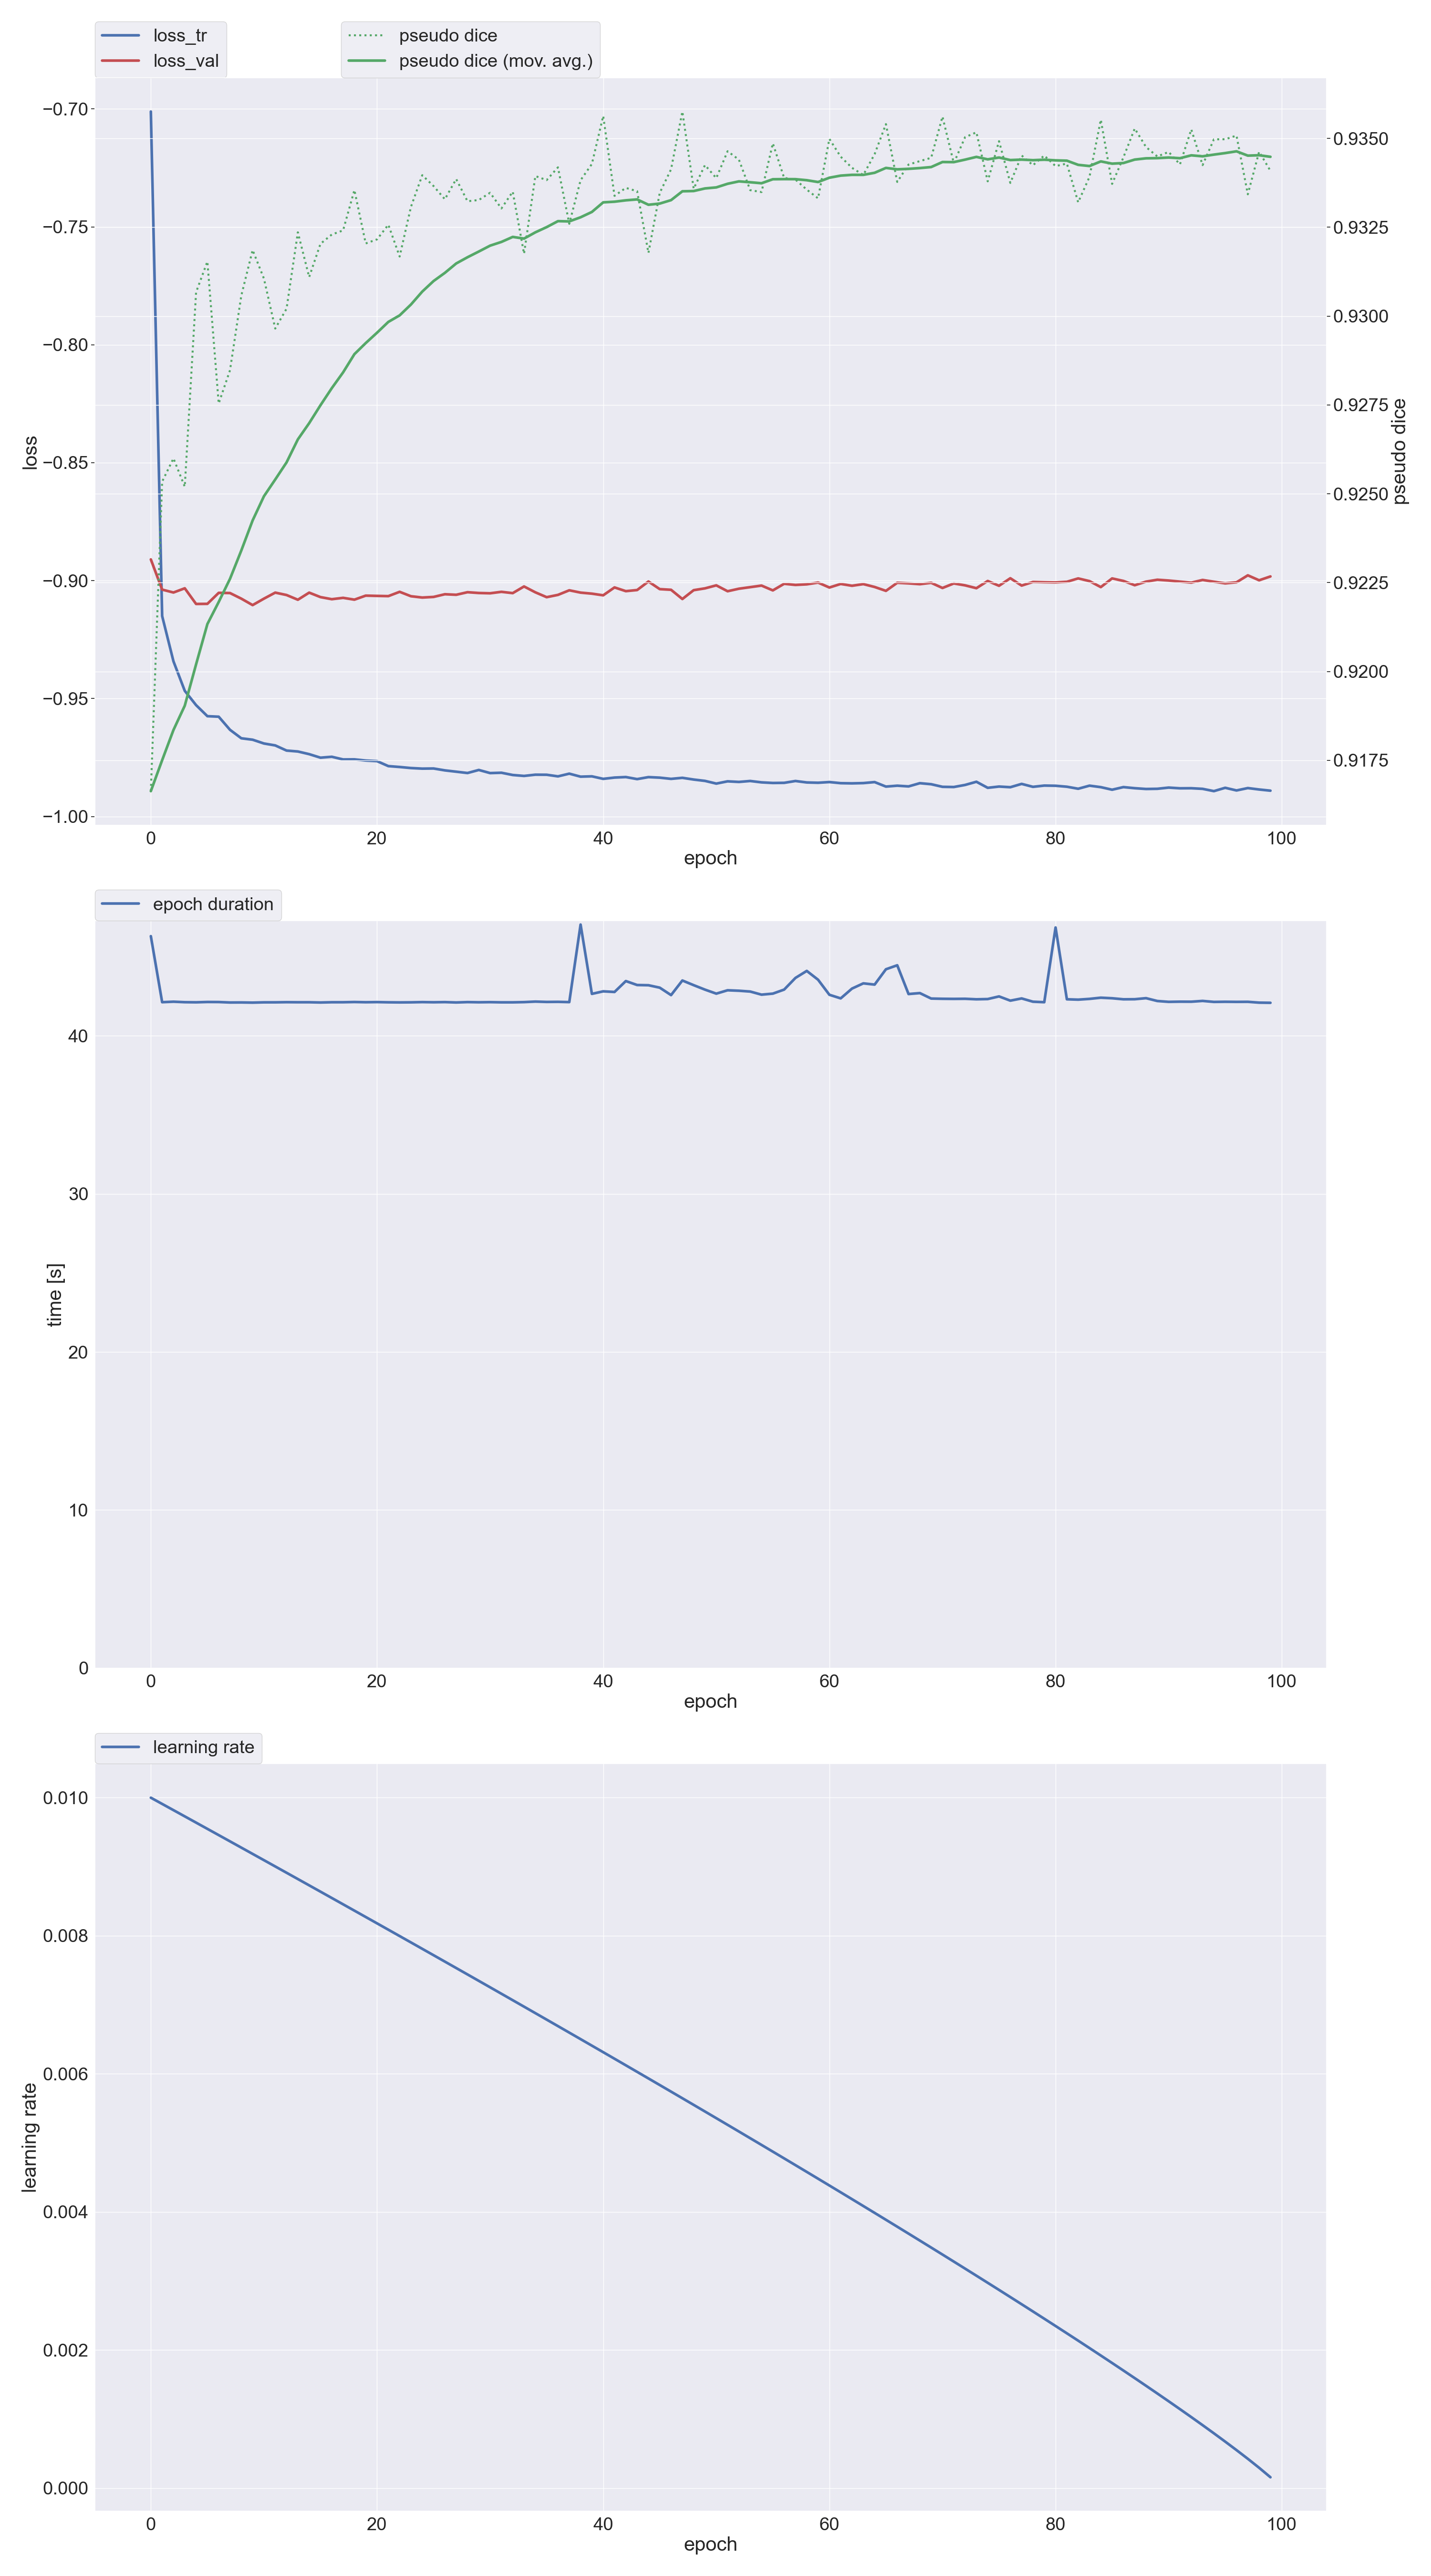 loss_tr
loss_val
pseudo dice
pseudo dice (mov. avg.)
−0.70
−0.75
−0.80
−0.85
−0.90
−0.95
−1.00
loss
0.9350
0.9325
0.9300
0.9275
0.9250
0.9225
0.9200
0.9175
pseudo dice
0 20 40 60 80 100
epoch
epoch duration
40
30
20
10
0
time [s]
0 20 40 60 80 100
epoch
learning rate
0.010
0.008
0.006
0.004
0.002
0.000
learning rate
0 20 40 60 80 100
epoch